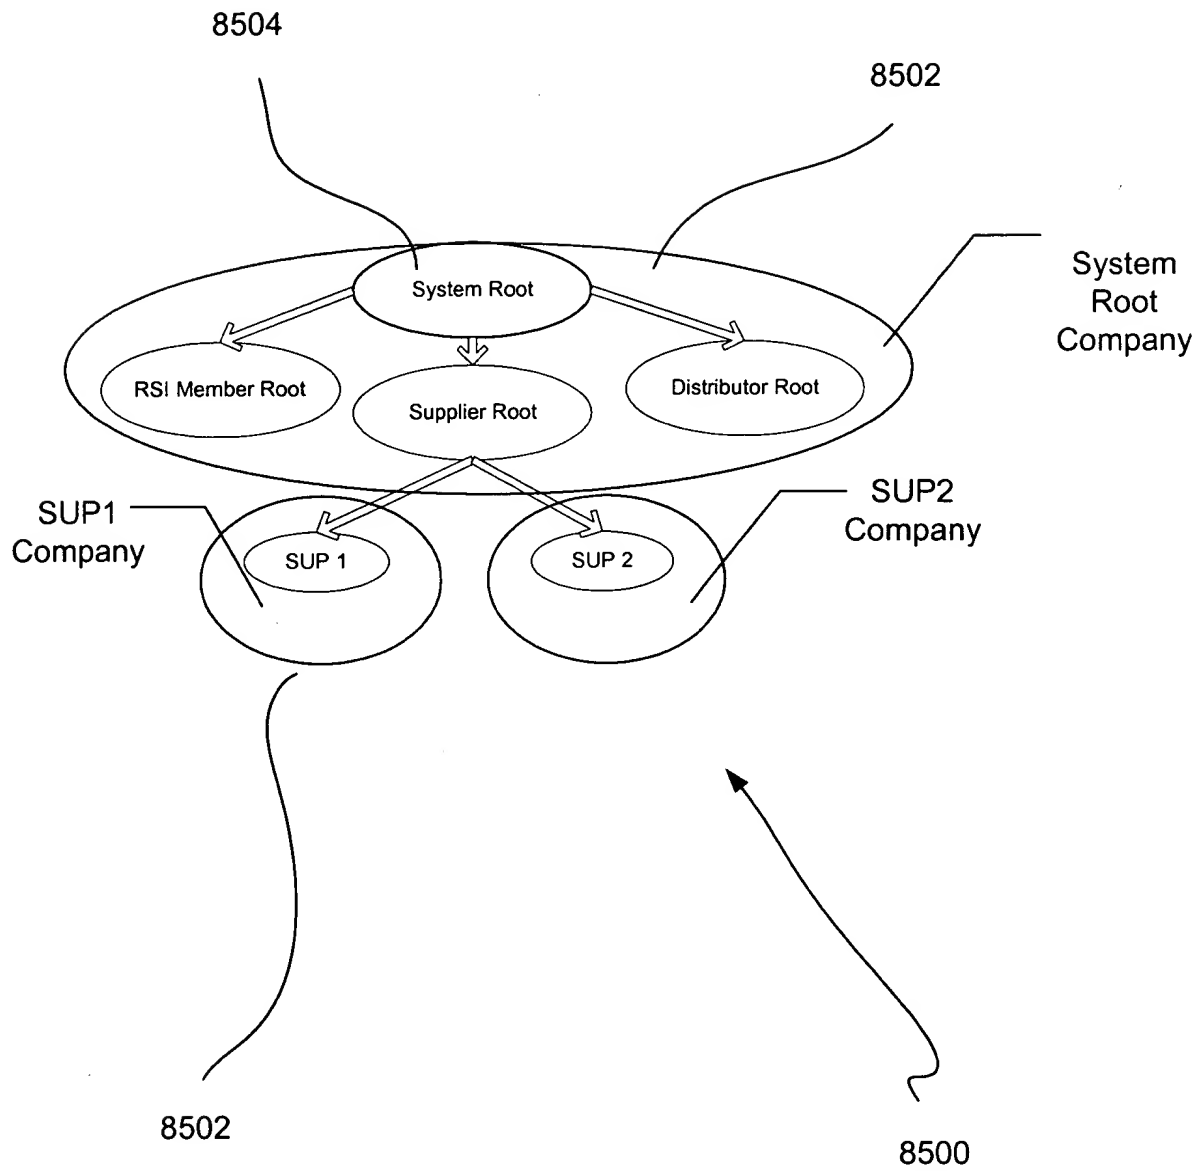 8504
8502
System Root
System
Root
Company
RSI Member Root
Supplier Root
Distributor Root
SUP1
Company
SUP2
Company
SUP 1
SUP 2
8502
8500